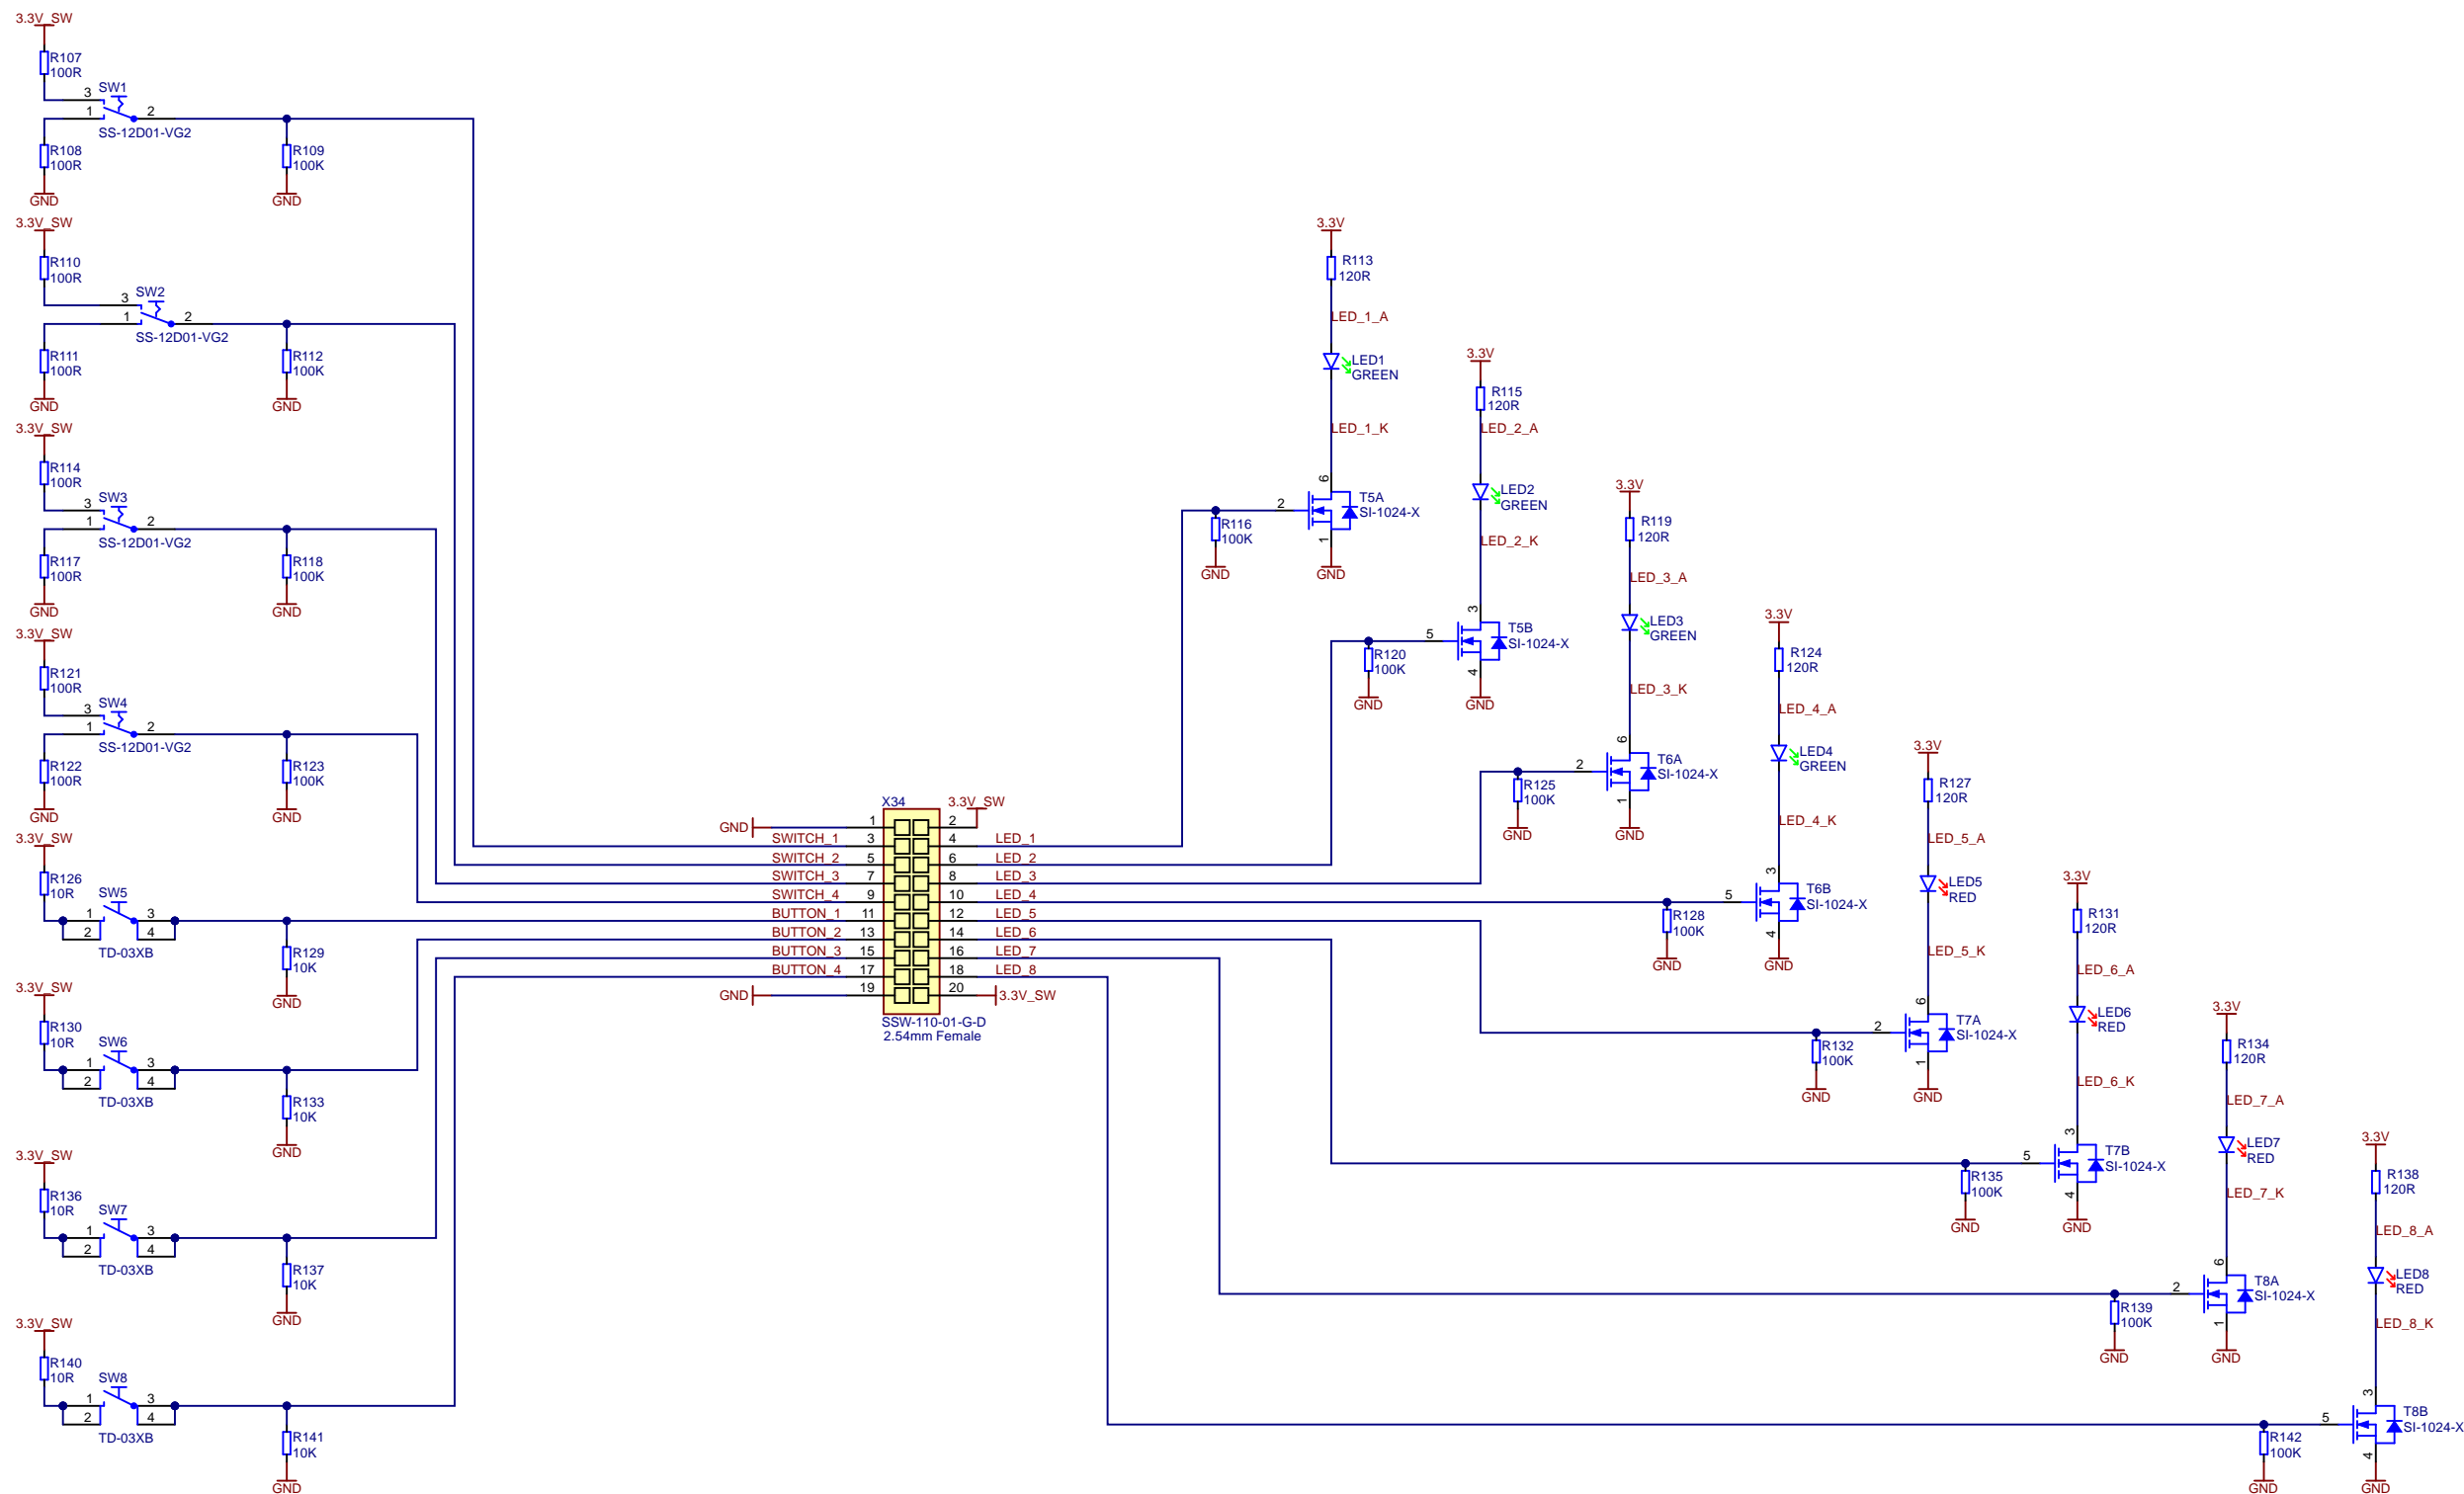 3.3V_SW
R107
100R
SW1
3
1
2
SS-12D01-VG2
R108
100R
R109
100K
GND
GND
3.3V_SW
R110
100R
SW2
3
1
2
SS-12D01-VG2
R111
100R
R112
100K
GND
GND
3.3V_SW
R114
100R
SW3
3
1
2
SS-12D01-VG2
R117
100R
R118
100K
GND
GND
3.3V_SW
R121
100R
SW4
3
1
2
SS-12D01-VG2
R122
100R
R123
100K
GND
GND
3.3V_SW
R126
10R
SW5
1
2
3
4
TD-03XB
R129
10K
GND
3.3V_SW
R130
10R
SW6
1
2
3
4
TD-03XB
R133
10K
GND
3.3V_SW
R136
10R
SW7
1
2
3
4
TD-03XB
R137
10K
GND
3.3V_SW
R140
10R
SW8
1
2
3
4
TD-03XB
R141
10K
GND
X34
3.3V_SW
GND 1 2
SWITCH_1 3 4 LED_1
SWITCH_2 5 6 LED_2
SWITCH_3 7 8 LED_3
SWITCH_4 9 10 LED_4
BUTTON_1 11 12 LED_5
BUTTON_2 13 14 LED_6
BUTTON_3 15 16 LED_7
BUTTON_4 17 18 LED_8
GND 19 20 3.3V_SW
SSW-110-01-G-D
2.54mm Female
3.3V
R113
120R
LED_1_A
LED1
GREEN
LED_1_K
6
2
T5A
SI-1024-X
1
R116
100K
GND
GND
3.3V
R115
120R
LED_2_A
LED2
GREEN
LED_2_K
3
5
T5B
SI-1024-X
4
R120
100K
GND
GND
3.3V
R119
120R
LED_3_A
LED3
GREEN
LED_3_K
6
2
T6A
SI-1024-X
1
R125
100K
GND
GND
3.3V
R124
120R
LED_4_A
LED4
GREEN
LED_4_K
3
5
T6B
SI-1024-X
4
R128
100K
GND
GND
3.3V
R127
120R
LED_5_A
LED5
RED
LED_5_K
6
2
T7A
SI-1024-X
1
R132
100K
GND
GND
3.3V
R131
120R
LED_6_A
LED6
RED
LED_6_K
3
5
T7B
SI-1024-X
4
R135
100K
GND
GND
3.3V
R134
120R
LED_7_A
LED7
RED
LED_7_K
6
2
T8A
SI-1024-X
1
R139
100K
GND
GND
3.3V
R138
120R
LED_8_A
LED8
RED
LED_8_K
3
5
T8B
SI-1024-X
4
R142
100K
GND
GND